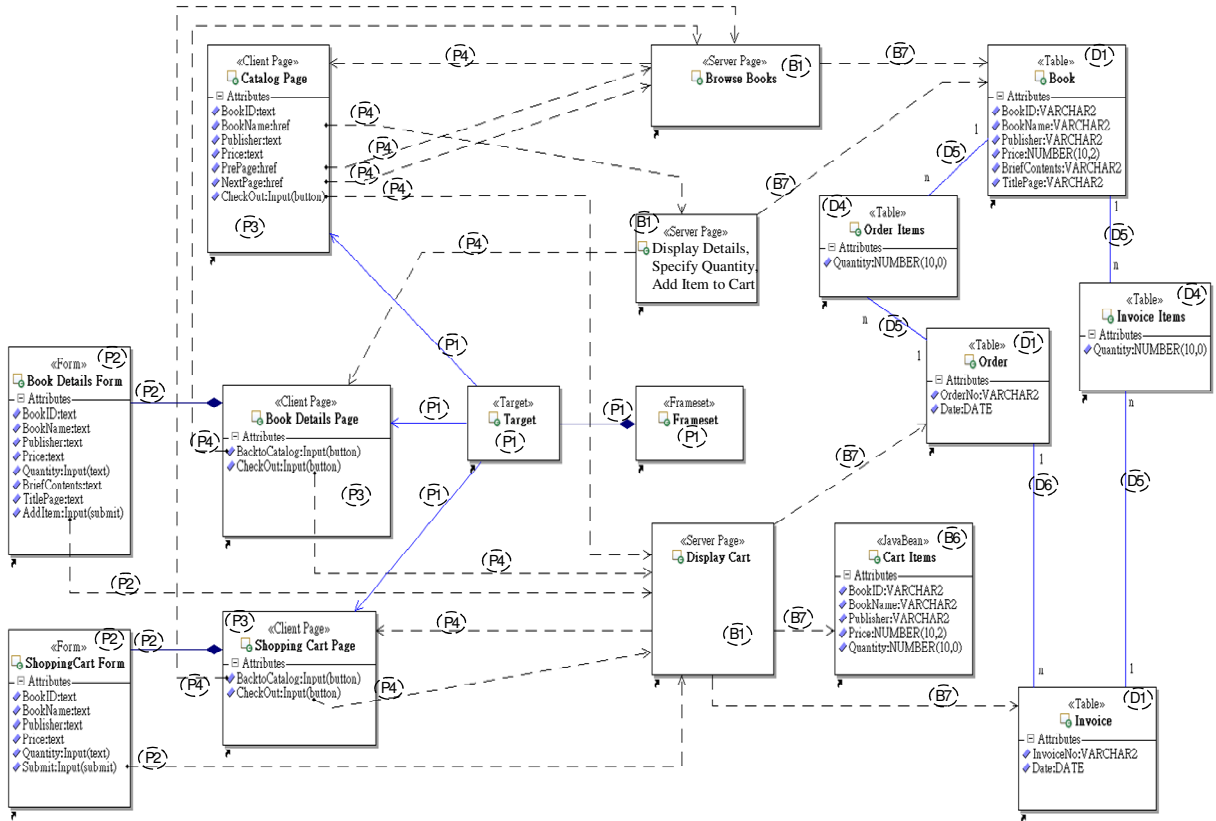 «Client Page»
Catalog Page
Attributes
BookID:text
BookName:href
Publisher:text
Price:text
PrePage:href
NextPage:href
CheckOut:Input(button)
P3
P4
P4
P4
P4
P4
«Server Page»
B1
Browse Books
B7
D1
«Table»
Book
BookID:VARCHAR2
BookName:VARCHAR2
Publisher:VARCHAR2
Price:NUMBER(10,2)
BriefContents:VARCHAR2
TitlePage:VARCHAR2
B7
1
D5
n
1
D5
n
B1
«Server Page»
Display Details,
Specify Quantity,
Add Item to Cart
P4
D4
«Table»
Order Items
Attributes
Quantity:NUMBER(10,0)
n
D5
1
D4
«Table»
Invoice Items
Attributes
Quantity:NUMBER(10,0)
n
D5
1
D1
«Table»
Order
Attributes
OrderNo:VARCHAR2
Date:DATE
1
D6
n
P2
«Form»
Book Details Form
Attributes
BookID:text
BookName:text
Publisher:text
Price:text
Quantity:Input(text)
BriefContents:text
TitlePage:text
AddItem:Input(submit)
P2
P4
«Client Page»
Book Details Page
Attributes
BacktoCatalog:Input(button)
CheckOut:Input(button)
P3
P1
P1
P1
«Target»
Target
P1
P1
«Frameset»
Frameset
P1
P4
P2
B7
«Server Page»
Display Cart
B1
B7
B6
«JavaBean»
Cart Items
Attributes
BookID:VARCHAR2
BookName:VARCHAR2
Publisher:VARCHAR2
Price:NUMBER(10,2)
Quantity:NUMBER(10,0)
B7
P2
«Form»
ShoppingCart Form
Attributes
BookID:text
BookName:text
Publisher:text
Price:text
Quantity:Input(text)
Submit:Input(submit)
P2
P4
P2
P3
«Client Page»
Shopping Cart Page
Attributes
BacktoCatalog:Input(button)
CheckOut:Input(button)
P4
P4
D1
«Table»
Invoice
Attributes
InvoiceNo:VARCHAR2
Date:DATE